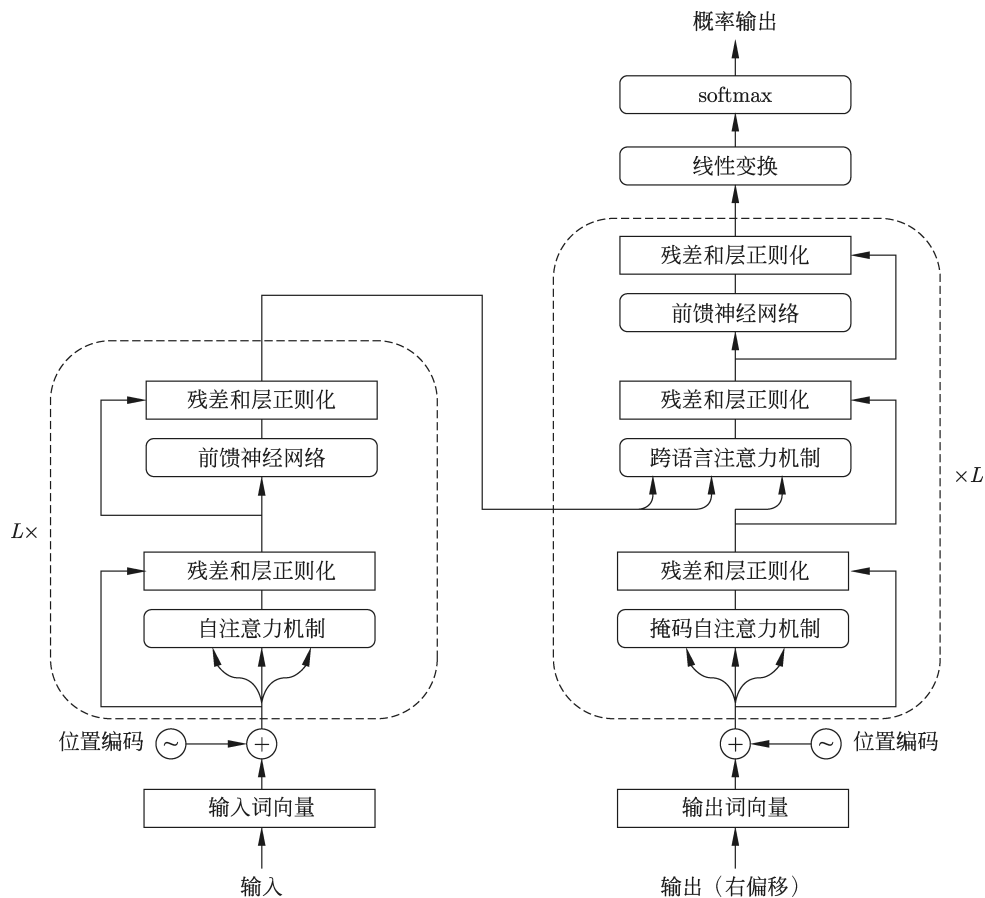 概率输出
softmax
线性变换
残差和层正则化
前馈神经网络
残差和层正则化
跨语言注意力机制
×L
残差和层正则化
掩码自注意力机制
~ 位置编码
+
输出词向量
输出（右偏移）
残差和层正则化
前馈神经网络
L×
残差和层正则化
自注意力机制
位置编码 ~
+
输入词向量
输入